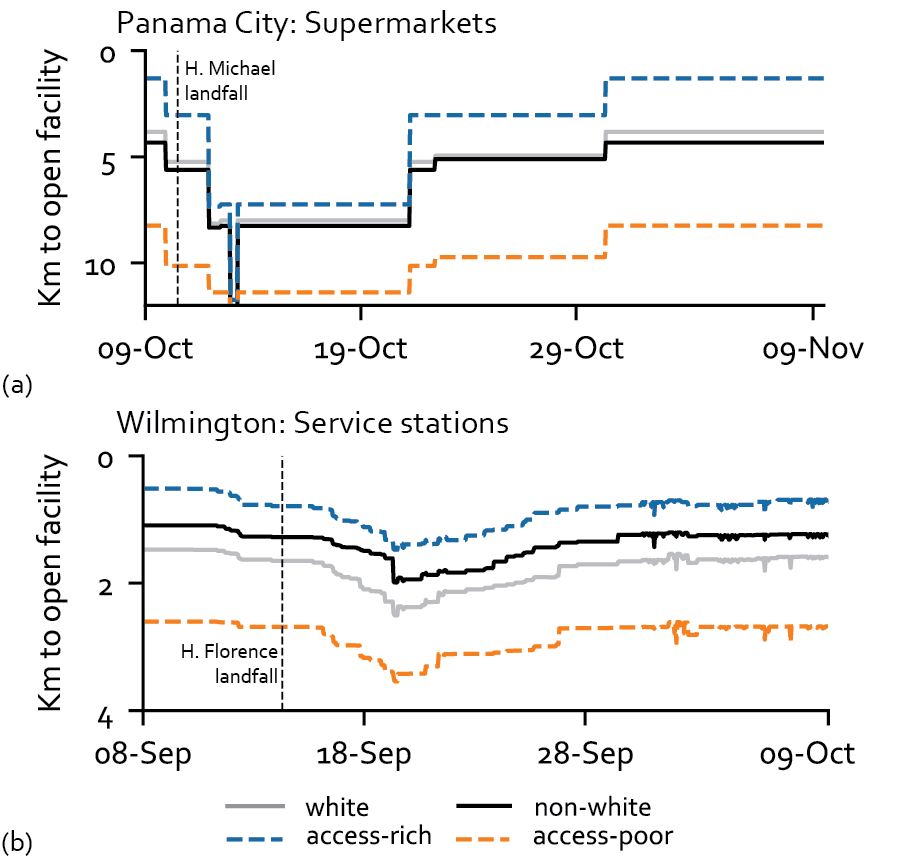 Panama City: Supermarkets
Km to open facility
0
5
10
H. Michael
landfall
09-Oct 19-Oct 29-Oct 09-Nov
(a)
Wilmington: Service stations
Km to open facility
0
2
4
H. Florence
landfall
08-Sep 18-Sep 28-Sep 09-Oct
white non-white
access-rich access-poor
(b)